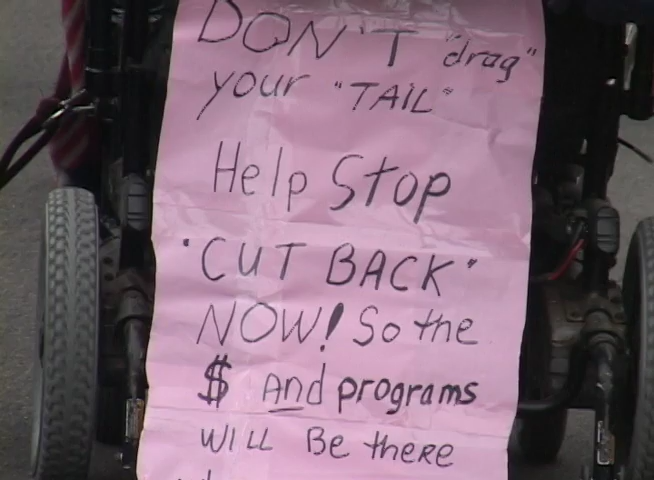 DON'T "drag"
your "TAIL"
Help Stop
"CUT BACK"
NOW! So the
$ And programs
WILL Be there